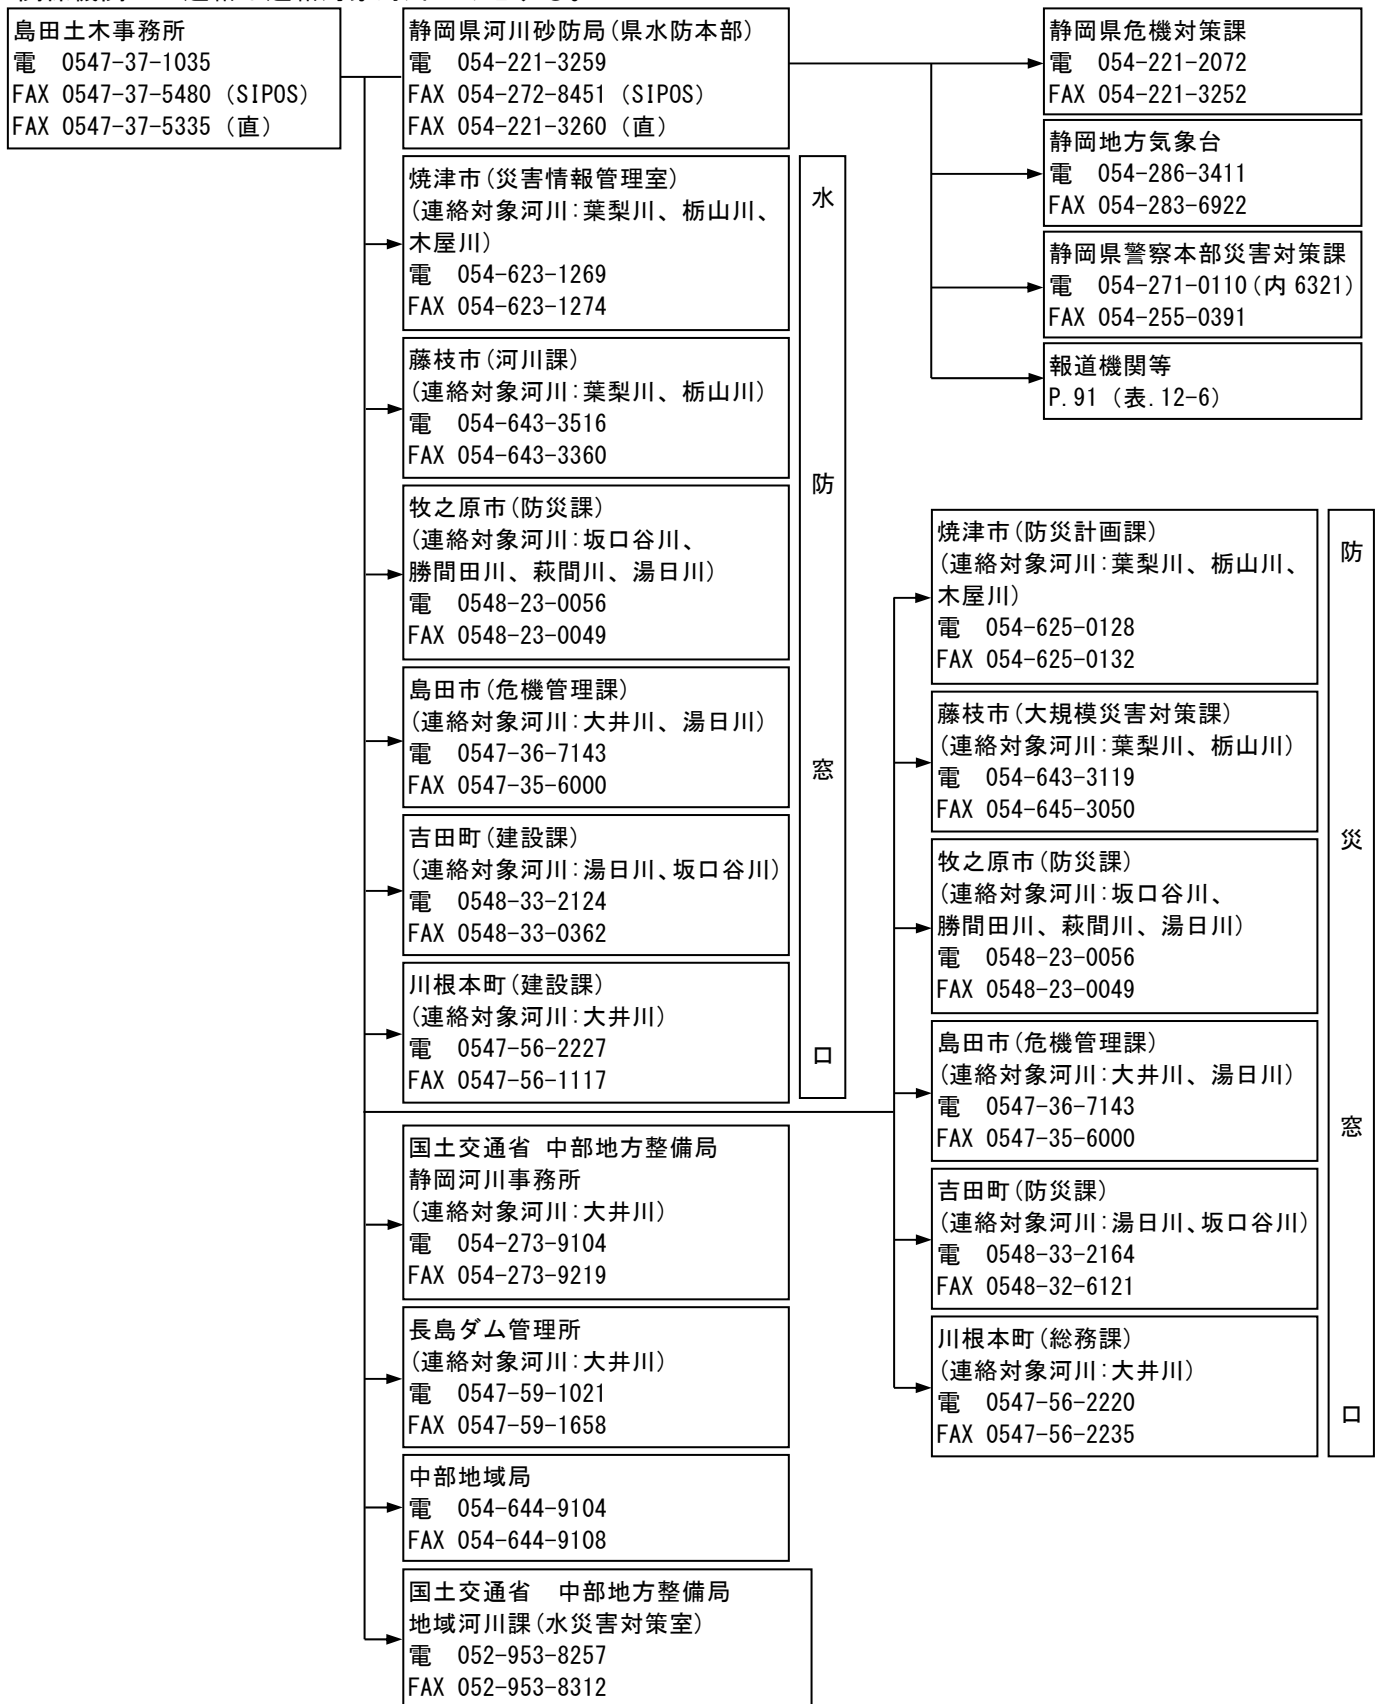 島田土木事務所
電 0547-37-1035
FAX 0547-37-5480 (SIPOS)
FAX 0547-37-5335 (直)
静岡県河川砂防局(県水防本部)
電 054-221-3259
FAX 054-272-8451 (SIPOS)
FAX 054-221-3260 (直)
静岡県危機対策課
電 054-221-2072
FAX 054-221-3252
静岡地方気象台
電 054-286-3411
FAX 054-283-6922
静岡県警察本部災害対策課
電 054-271-0110(内 6321)
FAX 054-255-0391
報道機関等
P.91 (表.12-6)
焼津市(災害情報管理室)
(連絡対象河川:葉梨川、栃山川、
木屋川)
電 054-623-1269
FAX 054-623-1274
藤枝市(河川課)
(連絡対象河川:葉梨川、栃山川)
電 054-643-3516
FAX 054-643-3360
牧之原市(防災課)
(連絡対象河川:坂口谷川、
勝間田川、萩間川、湯日川)
電 0548-23-0056
FAX 0548-23-0049
島田市(危機管理課)
(連絡対象河川:大井川、湯日川)
電 0547-36-7143
FAX 0547-35-6000
吉田町(建設課)
(連絡対象河川:湯日川、坂口谷川)
電 0548-33-2124
FAX 0548-33-0362
川根本町(建設課)
(連絡対象河川:大井川)
電 0547-56-2227
FAX 0547-56-1117
水防窓口
国土交通省 中部地方整備局
静岡河川事務所
(連絡対象河川:大井川)
電 054-273-9104
FAX 054-273-9219
長島ダム管理所
(連絡対象河川:大井川)
電 0547-59-1021
FAX 0547-59-1658
中部地域局
電 054-644-9104
FAX 054-644-9108
国土交通省 中部地方整備局
地域河川課(水災害対策室)
電 052-953-8257
FAX 052-953-8312
焼津市(防災計画課)
(連絡対象河川:葉梨川、栃山川、
木屋川)
電 054-625-0128
FAX 054-625-0132
藤枝市(大規模災害対策課)
(連絡対象河川:葉梨川、栃山川)
電 054-643-3119
FAX 054-645-3050
牧之原市(防災課)
(連絡対象河川:坂口谷川、
勝間田川、萩間川、湯日川)
電 0548-23-0056
FAX 0548-23-0049
島田市(危機管理課)
(連絡対象河川:大井川、湯日川)
電 0547-36-7143
FAX 0547-35-6000
吉田町(防災課)
(連絡対象河川:湯日川、坂口谷川)
電 0548-33-2164
FAX 0548-32-6121
川根本町(総務課)
(連絡対象河川:大井川)
電 0547-56-2220
FAX 0547-56-2235
防災窓口